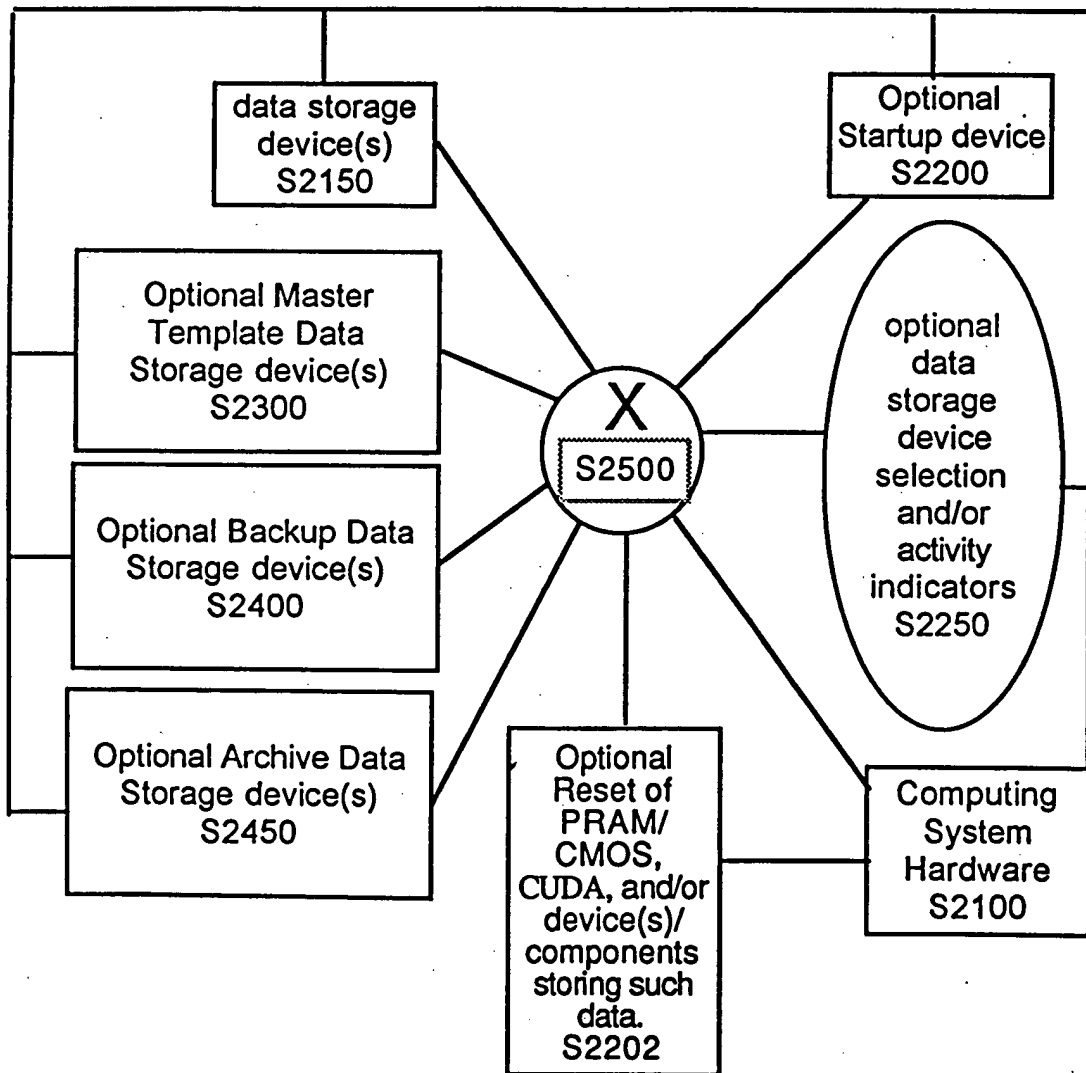 data storage
device(s)
S2150
Optional
Startup device
S2200
Optional Master
Template Data
Storage device(s)
S2300
X
S2500
optional
data
storage
device
selection
and/or
activity
indicators
S2250
Optional Backup Data
Storage device(s)
S2400
Optional Archive Data
Storage device(s)
S2450
Optional
Reset of
PRAM/
CMOS,
CUDA, and/or
device(s)/
components
storing such
data.
S2202
Computing
System
Hardware
S2100